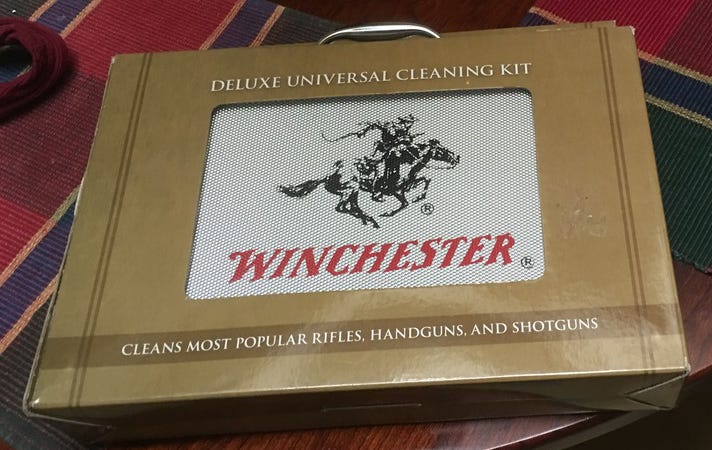 DELUXE UNIVERSAL CLEANING KIT
®
WINCHESTER®
CLEANS MOST POPULAR RIFLES, HANDGUNS, AND SHOTGUNS